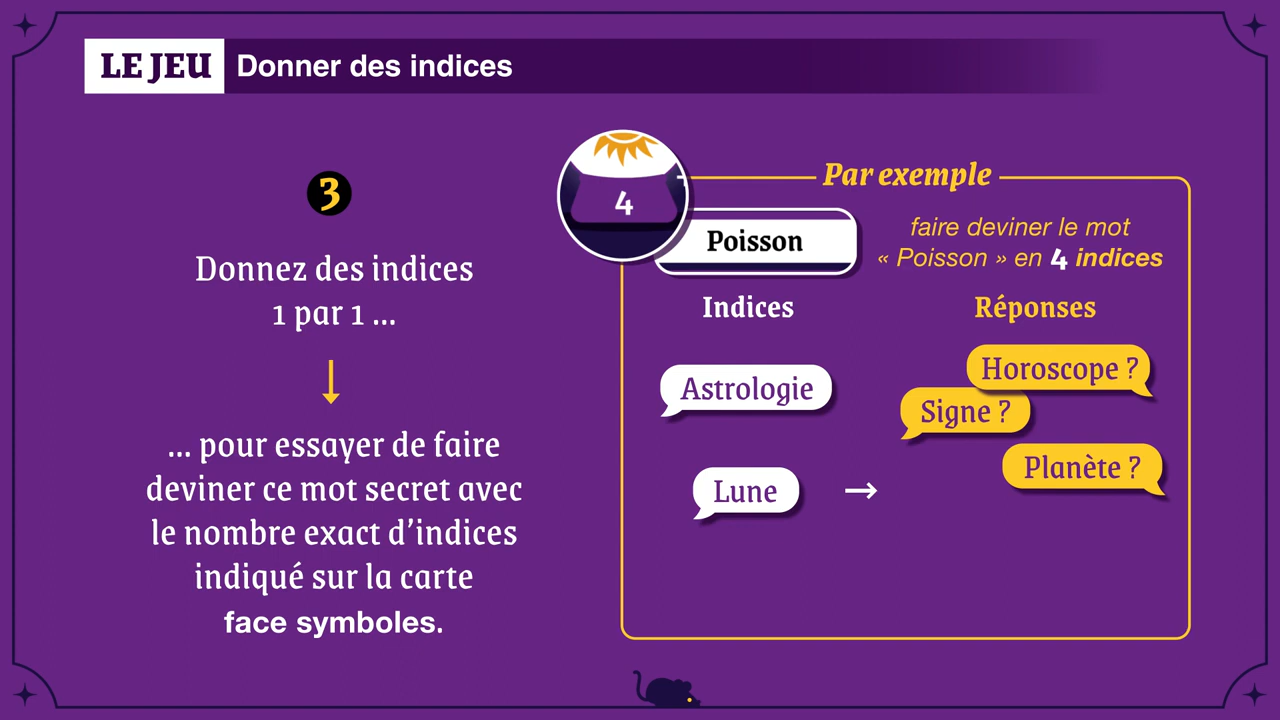 LE JEU Donner des indices
3
Donnez des indices
1 par 1 ...
... pour essayer de faire
deviner ce mot secret avec
le nombre exact d’indices
indiqué sur la carte
face symboles.
4
Poisson
Par exemple
faire deviner le mot
« Poisson » en 4 indices
Indices
Réponses
Astrologie
Horoscope ?
Signe ?
Planète ?
Lune →